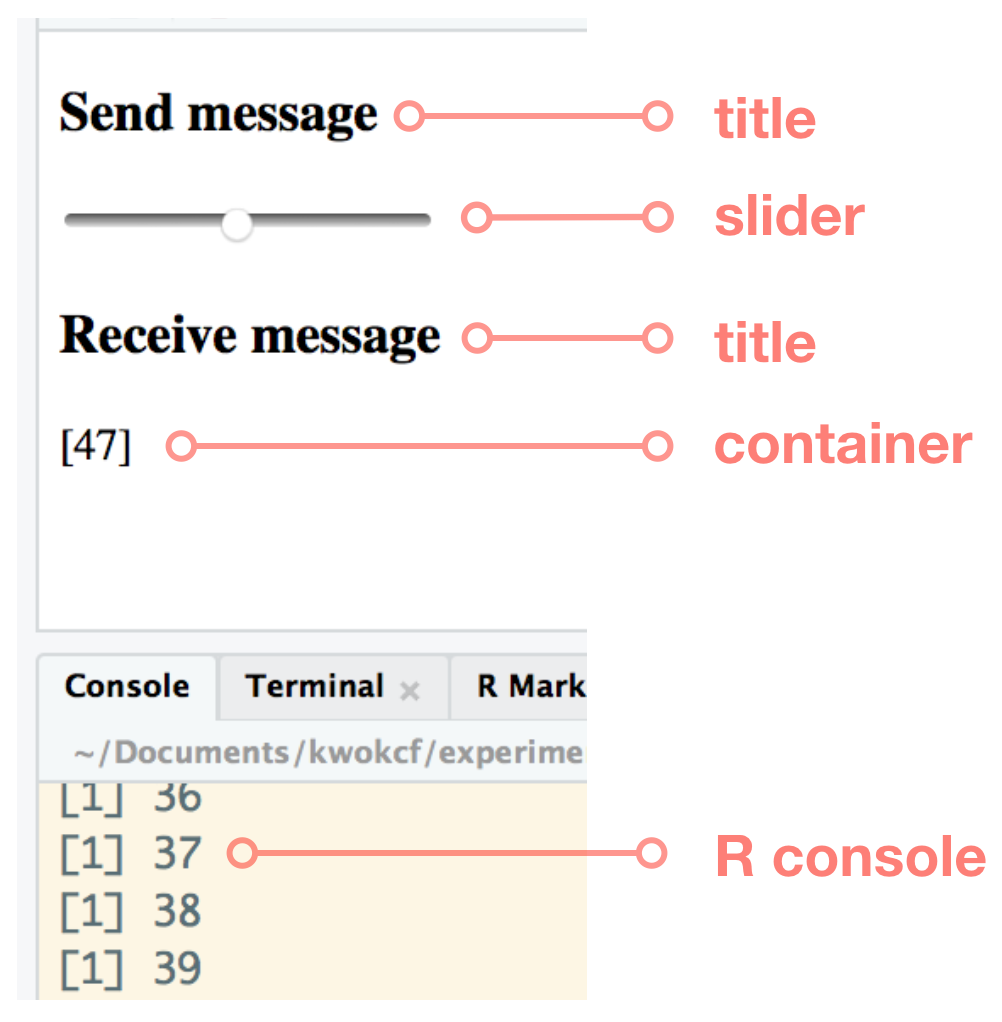 Send message title
slider
Receive message title
[47] container
Console Terminal × R Mark
~/Documents/kwokcf/experime
[1] 36
[1] 37 R console
[1] 38
[1] 39